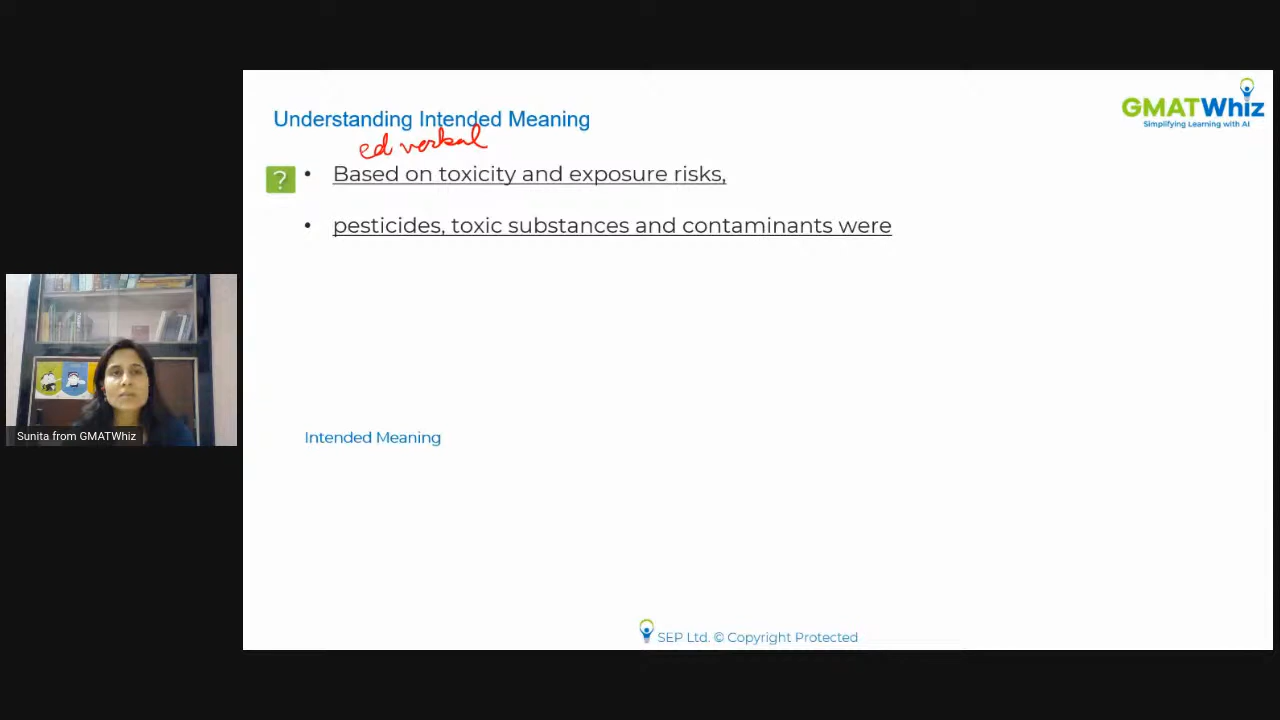 GMATWhiz
Simplifying Learning with AI
Understanding Intended Meaning
ed verbal
? • Based on toxicity and exposure risks,
• pesticides, toxic substances and contaminants were
Sunita from GMATWhiz
Intended Meaning
SEP Ltd. © Copyright Protected